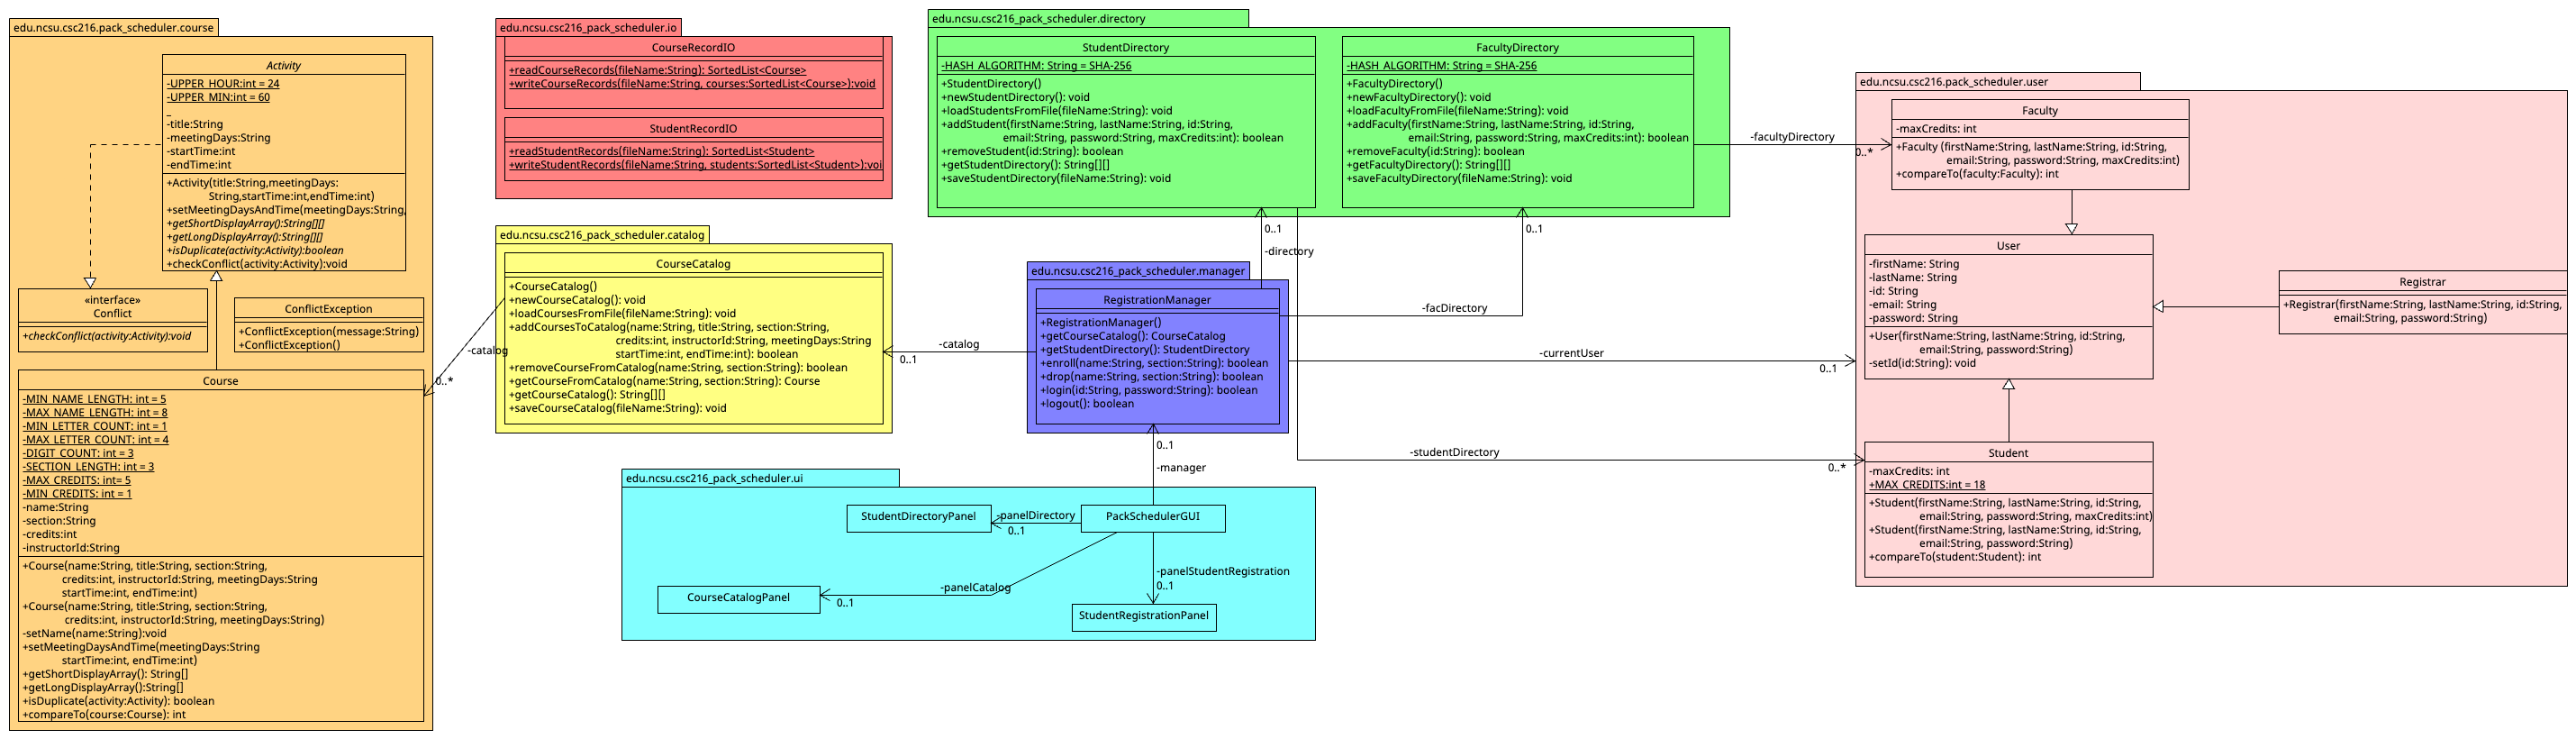 edu.ncsu.csc216.pack_scheduler.course
Activity
-UPPER_HOUR:int = 24
-UPPER_MIN:int = 60
-title:String
-meetingDays:String
-startTime:int
-endTime:int
+Activity(title:String,meetingDays:
String,startTime:int,endTime:int)
+setMeetingDaysAndTime(meetingDays:String,
+getShortDisplayArray():String[][]
+getLongDisplayArray():String[][]
+isDuplicate(activity:Activity):boolean
+checkConflict(activity:Activity):void
«interface»
Conflict
+checkConflict(activity:Activity):void
ConflictException
+ConflictException(message:String)
+ConflictException()
Course
-MIN_NAME_LENGTH: int = 5
-MAX_NAME_LENGTH: int = 8
-MIN_LETTER_COUNT: int = 1
-MAX_LETTER_COUNT: int = 4
-DIGIT_COUNT: int = 3
-SECTION_LENGTH: int = 3
-MAX_CREDITS: int= 5
-MIN_CREDITS: int = 1
-name:String
-section:String
-credits:int
-instructorId:String
+Course(name:String, title:String, section:String,
credits:int, instructorId:String, meetingDays:String
startTime:int, endTime:int)
+Course(name:String, title:String, section:String,
credits:int, instructorId:String, meetingDays:String)
-setName(name:String):void
+setMeetingDaysAndTime(meetingDays:String
startTime:int, endTime:int)
+getShortDisplayArray(): String[]
+getLongDisplayArray():String[]
+isDuplicate(activity:Activity): boolean
+compareTo(course:Course): int
edu.ncsu.csc216_pack_scheduler.io
CourseRecordIO
+readCourseRecords(fileName:String): SortedList<Course>
+writeCourseRecords(fileName:String, courses:SortedList<Course>):void
StudentRecordIO
+readStudentRecords(fileName:String): SortedList<Student>
+writeStudentRecords(fileName:String, students:SortedList<Student>):voi
edu.ncsu.csc216_pack_scheduler.catalog
CourseCatalog
+CourseCatalog()
+newCourseCatalog(): void
+loadCoursesFromFile(fileName:String): void
+addCoursesToCatalog(name:String, title:String, section:String,
credits:int, instructorId:String, meetingDays:String
startTime:int, endTime:int): boolean
+removeCourseFromCatalog(name:String, section:String): boolean
+getCourseFromCatalog(name:String, section:String): Course
+getCourseCatalog(): String[][]
+saveCourseCatalog(fileName:String): void
-catalog
0..*
edu.ncsu.csc216_pack_scheduler.directory
StudentDirectory
-HASH_ALGORITHM: String = SHA-256
+StudentDirectory()
+newStudentDirectory(): void
+loadStudentsFromFile(fileName:String): void
+addStudent(firstName:String, lastName:String, id:String,
email:String, password:String, maxCredits:int): boolean
+removeStudent(id:String): boolean
+getStudentDirectory(): String[][]
+saveStudentDirectory(fileName:String): void
FacultyDirectory
-HASH_ALGORITHM: String = SHA-256
+FacultyDirectory()
+newFacultyDirectory(): void
+loadFacultyFromFile(fileName:String): void
+addFaculty(firstName:String, lastName:String, id:String,
email:String, password:String, maxCredits:int): boolean
+removeFaculty(id:String): boolean
+getFacultyDirectory(): String[][]
+saveFacultyDirectory(fileName:String): void
-facultyDirectory
0..*
0..1
-directory
0..1
-facDirectory
edu.ncsu.csc216_pack_scheduler.manager
RegistrationManager
+RegistrationManager()
+getCourseCatalog(): CourseCatalog
+getStudentDirectory(): StudentDirectory
+enroll(name:String, section:String): boolean
+drop(name:String, section:String): boolean
+login(id:String, password:String): boolean
+logout(): boolean
-catalog
0..1
-currentUser
0..1
0..1
-manager
-studentDirectory
0..*
edu.ncsu.csc216_pack_scheduler.ui
StudentDirectoryPanel
-panelDirectory
0..1
PackSchedulerGUI
-panelStudentRegistration
0..1
-panelCatalog
0..1
CourseCatalogPanel
StudentRegistrationPanel
edu.ncsu.csc216.pack_scheduler.user
Faculty
-maxCredits: int
+Faculty (firstName:String, lastName:String, id:String,
email:String, password:String, maxCredits:int)
+compareTo(faculty:Faculty): int
User
-firstName: String
-lastName: String
-id: String
-email: String
-password: String
+User(firstName:String, lastName:String, id:String,
email:String, password:String)
-setId(id:String): void
Registrar
+Registrar(firstName:String, lastName:String, id:String,
email:String, password:String)
Student
-maxCredits: int
+MAX_CREDITS:int = 18
+Student(firstName:String, lastName:String, id:String,
email:String, password:String, maxCredits:int)
+Student(firstName:String, lastName:String, id:String,
email:String, password:String)
+compareTo(student:Student): int